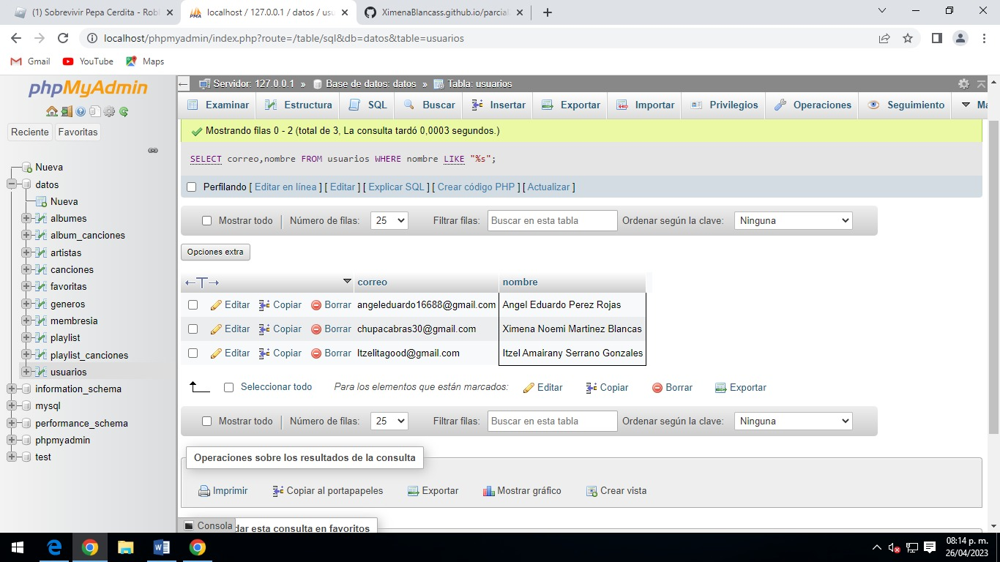 (1) Sobrevivir Pepa Cerdita - Robl
localhost / 127.0.0.1 / datos / usu
XimenaBlancass.github.io/parcial
localhost/phpmyadmin/index.php?route=/table/sql&db=datos&table=usuarios
Gmail YouTube Maps
phpMyAdmin
Reciente Favoritas
Nueva
datos
Nueva
albumes
album_canciones
artistas
canciones
favoritas
generos
membresia
playlist
playlist_canciones
usuarios
information_schema
mysql
performance_schema
phpmyadmin
test
Servidor: 127.0.0.1 » Base de datos: datos » Tabla: usuarios
Examinar Estructura SQL Buscar Insertar Exportar Importar Privilegios Operaciones Seguimiento Ma
Mostrando filas 0 - 2 (total de 3, La consulta tardó 0,0003 segundos.)
SELECT correo,nombre FROM usuarios WHERE nombre LIKE "%s";
Perfilando [ Editar en línea ] [ Editar ] [ Explicar SQL ] [ Crear código PHP ] [ Actualizar ]
Mostrar todo Número de filas: 25 Filtrar filas: Buscar en esta tabla Ordenar según la clave: Ninguna
Opciones extra
←T→ correo nombre
Editar Copiar Borrar angeleduardo16688@gmail.com Angel Eduardo Perez Rojas
Editar Copiar Borrar chupacabras30@gmail.com Ximena Noemi Martinez Blancas
Editar Copiar Borrar Itzelitagood@gmail.com Itzel Amairany Serrano Gonzales
Seleccionar todo Para los elementos que están marcados: Editar Copiar Borrar Exportar
Mostrar todo Número de filas: 25 Filtrar filas: Buscar en esta tabla Ordenar según la clave: Ninguna
Operaciones sobre los resultados de la consulta
Imprimir Copiar al portapapeles Exportar Mostrar gráfico Crear vista
Consola dar esta consulta en favoritos
08:14 p. m.
26/04/2023